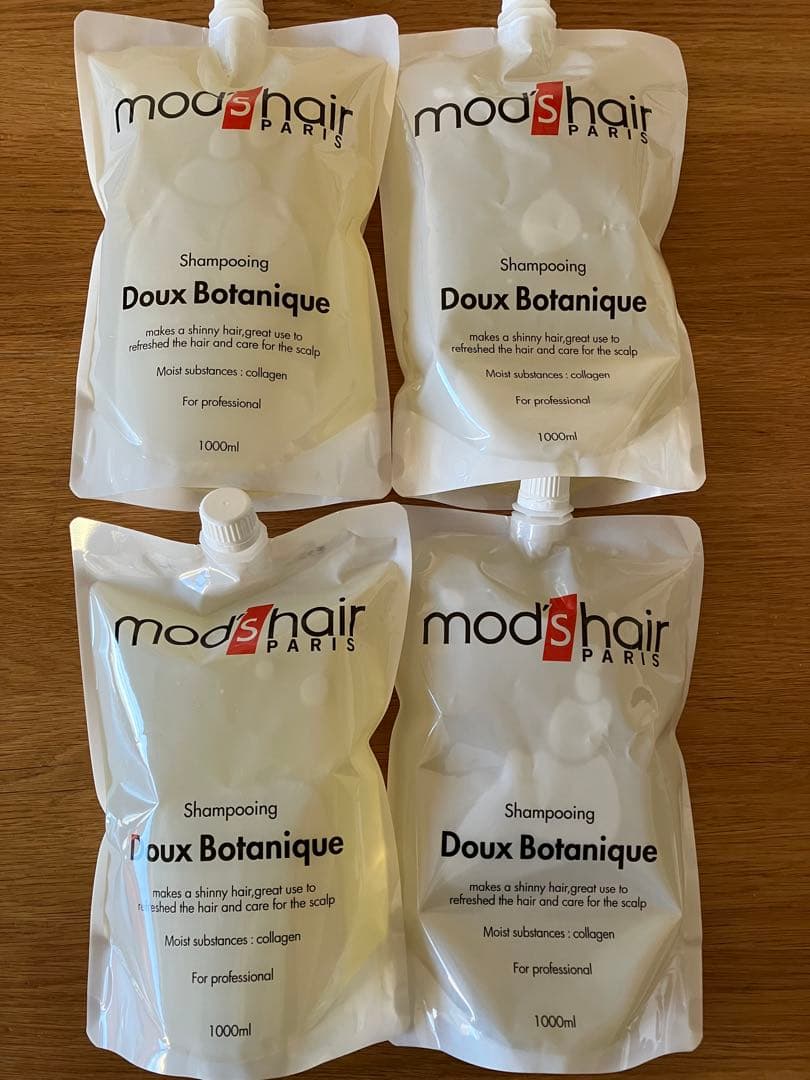 mod's hair
PARIS
Shampooing
Doux Botanique
makes a shinny hair,great use to
refreshed the hair and care for the scalp
Moist substances : collagen
For professional
1000ml
mod's hair
PARIS
Shampooing
Doux Botanique
makes a shinny hair,great use to
refreshed the hair and care for the scalp
Moist substances : collagen
For professional
1000ml
mod's hair
PARIS
Shampooing
Doux Botanique
makes a shinny hair,great use to
refreshed the hair and care for the scalp
Moist substances : collagen
For professional
1000ml
mod's hair
PARIS
Shampooing
Doux Botanique
makes a shinny hair,great use to
refreshed the hair and care for the scalp
Moist substances : collagen
For professional
1000ml